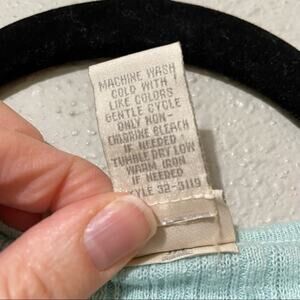 MACHINE WASH
COLD WITH
LIKE COLORS
GENTLE CYCLE
ONLY NON-
CHLORINE BLEACH
IF NEEDED
TUMBLE DRY LOW
WARM IRON
IF NEEDED
YLE 32-3119